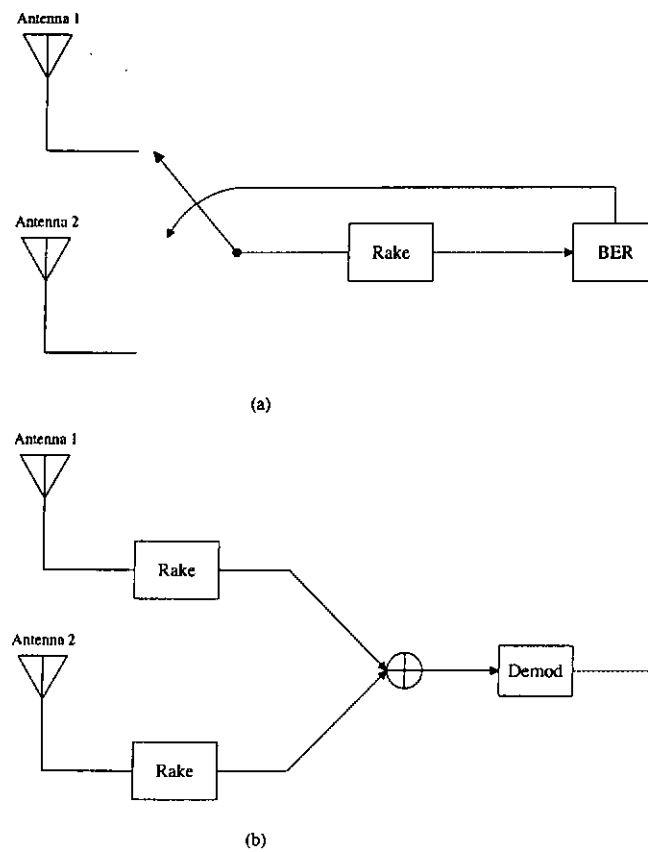 Antenna 1
Antenna 2
Rake
BER
(a)
Antenna 1
Rake
Antenna 2
Demod
Rake
(b)